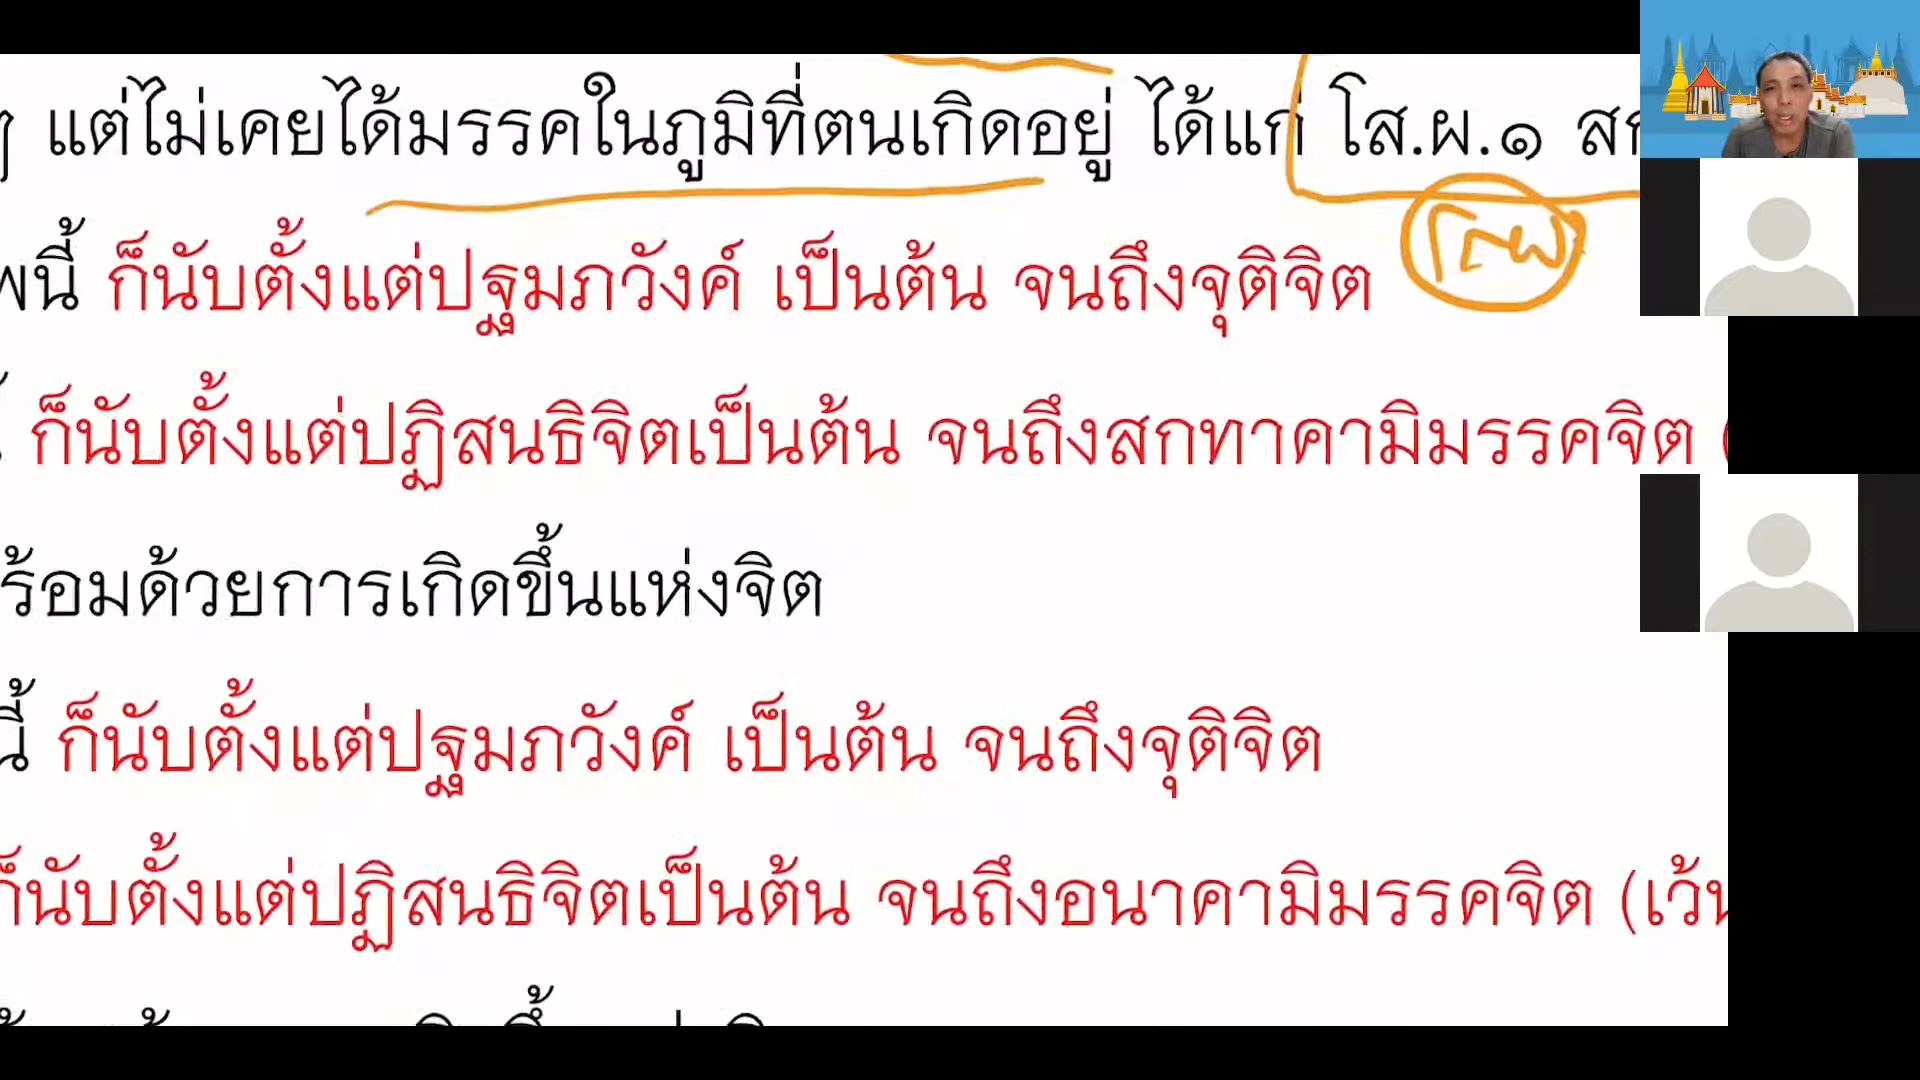 แต่ไม่เคยได้มรรคในภูมิที่ตนเกิดอยู่ ได้แก่ โส.ผ.๑
ก็นับตั้งแต่ปฐมภวังค์ เป็นต้น จนถึงจุติจิต
ก็นับตั้งแต่ปฏิสนธิจิตเป็นต้น จนถึงสกทาคามิมรรคจิต
ร้อมด้วยการเกิดขึ้นแห่งจิต
ก็นับตั้งแต่ปฐมภวังค์ เป็นต้น จนถึงจุติจิต
ก็นับตั้งแต่ปฏิสนธิจิตเป็นต้น จนถึงอนาคามิมรรคจิต (เว้น